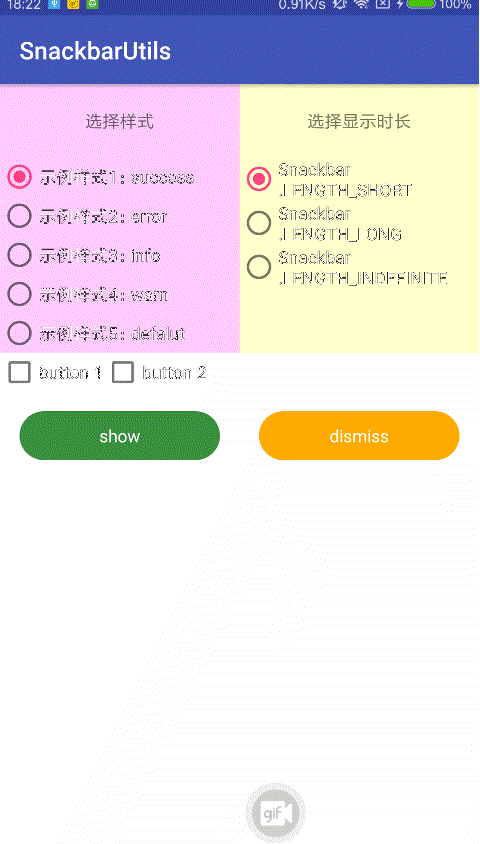 18:22 0.91K/s 100%
SnackbarUtils
选择样式
示例样式1: success
示例样式2: error
示例样式3: info
示例样式4: warn
示例样式5: defalut
选择显示时长
Snackbar
.LENGTH_SHORT
Snackbar
.LENGTH_LONG
Snackbar
.LENGTH_INDEFINITE
button 1 button 2
show dismiss
gif